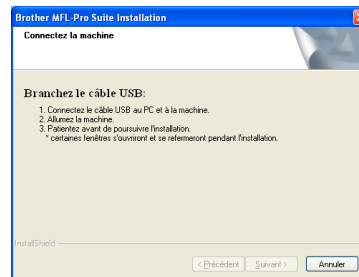 Brother MFL-Pro Suite Installation
Connectez la machine
Branchez le câble USB:
1. Connectez le câble USB au PC et à la machine.
2. Allumez la machine.
3. Patientez avant de poursuivre l'installation.
* certaines fenêtres s'ouvriront et se refermeront pendant l'installation.
InstallShield
< Précédent Suivant > Annuler